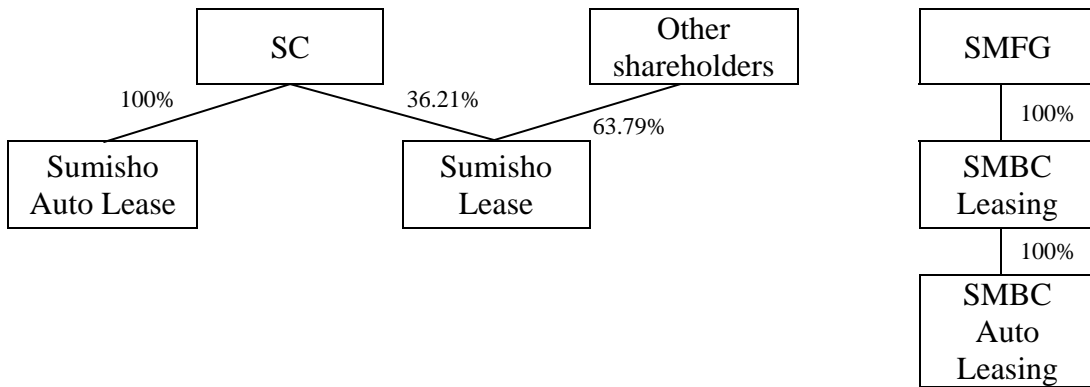 SC
Other
shareholders
SMFG
100%
36.21%
63.79%
100%
Sumisho
Auto Lease
Sumisho
Lease
SMBC
Leasing
100%
SMBC
Auto
Leasing